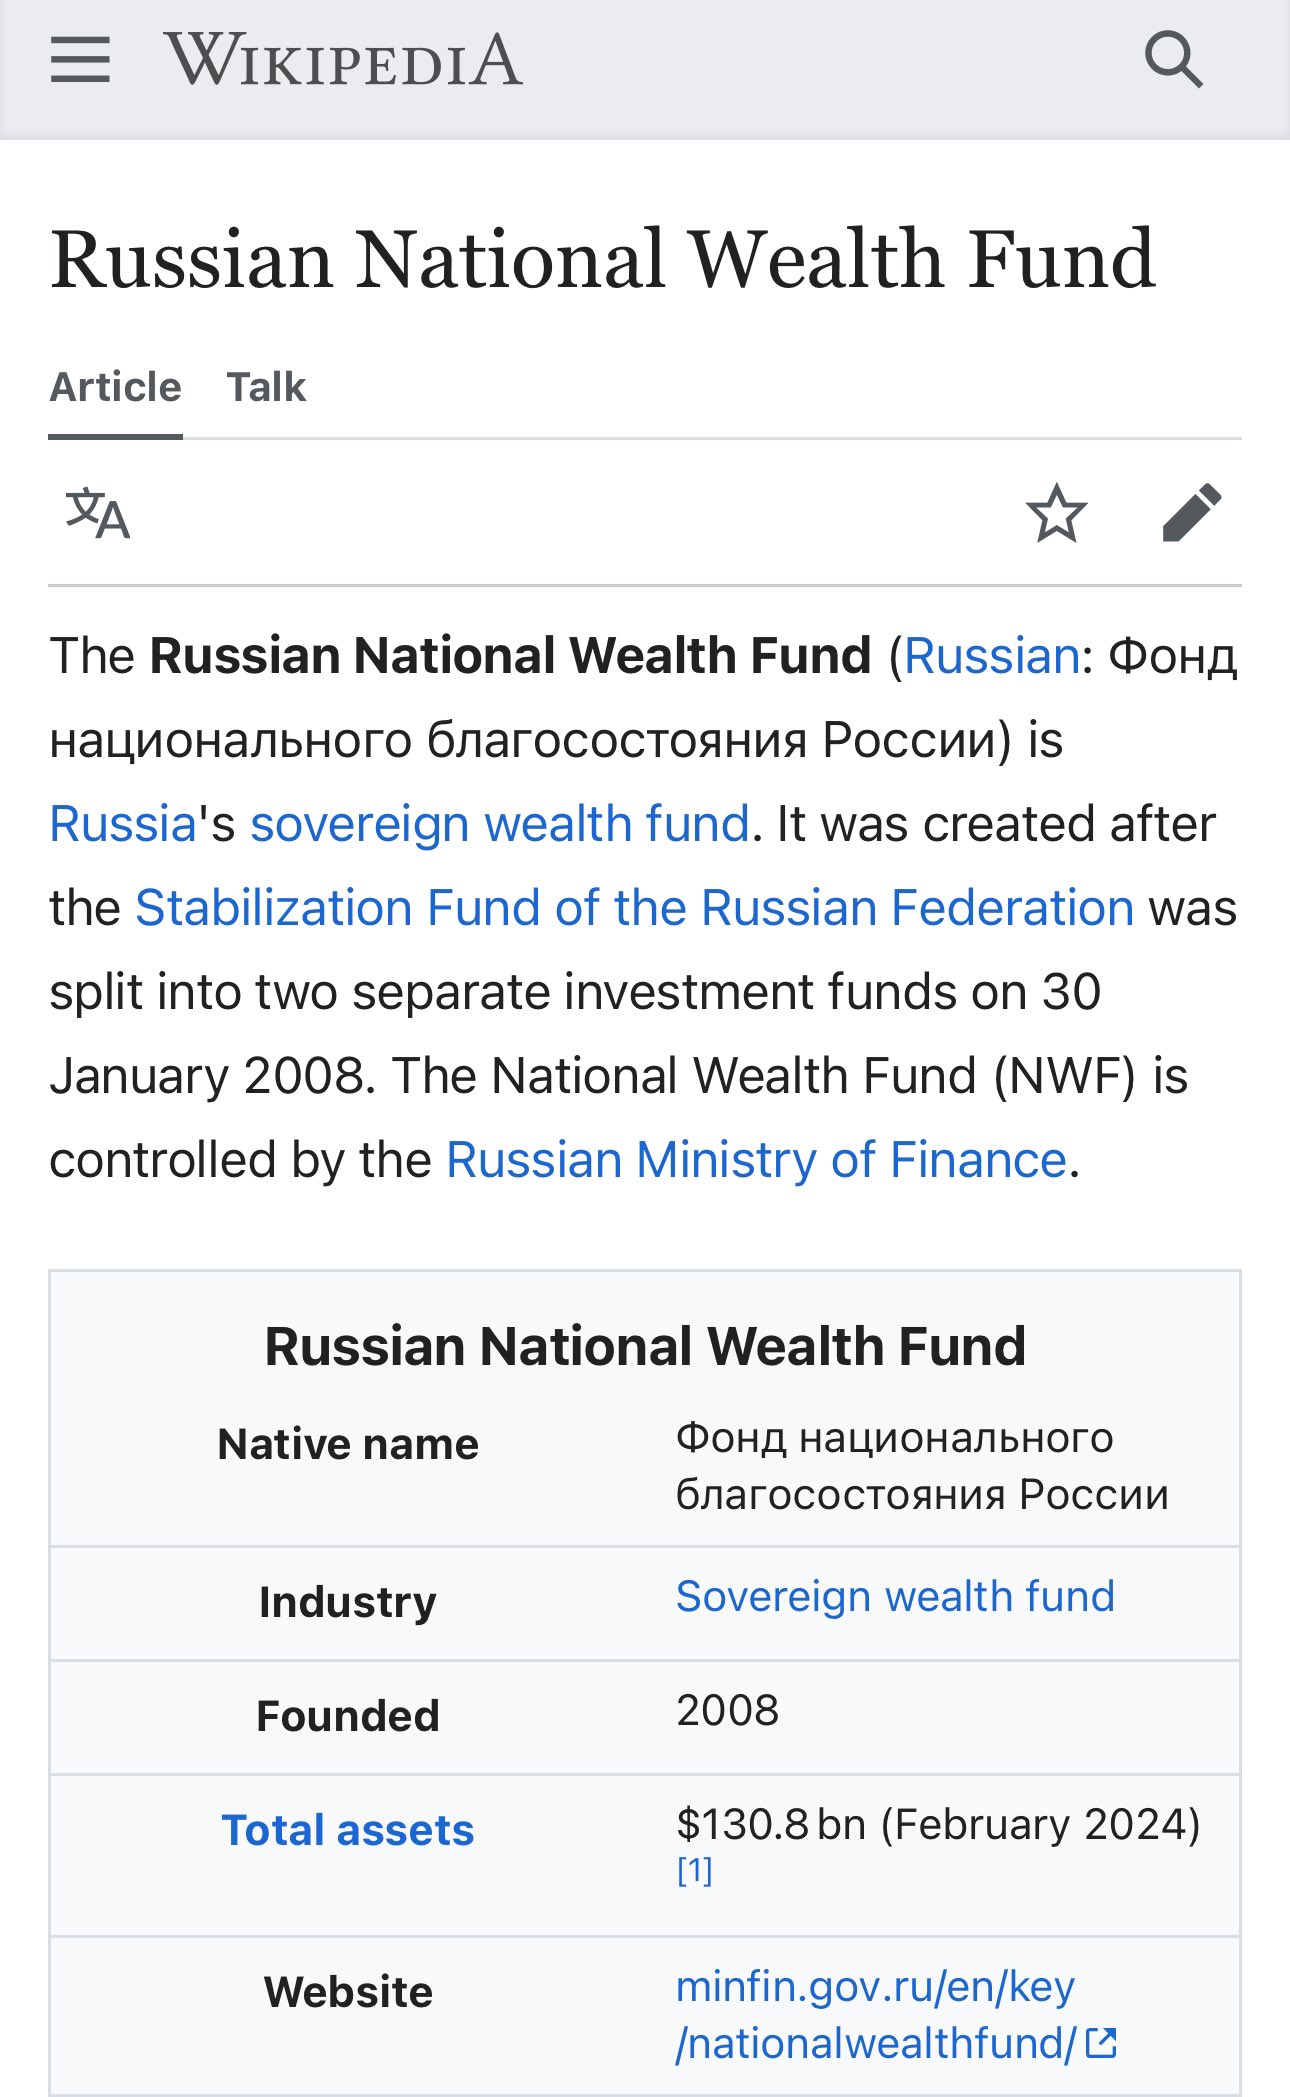 WIKIPEDIA
Russian National Wealth Fund
Article Talk
文A
The Russian National Wealth Fund (Russian: Фонд
национального благосостояния России) is
Russia's sovereign wealth fund. It was created after
the Stabilization Fund of the Russian Federation was
split into two separate investment funds on 30
January 2008. The National Wealth Fund (NWF) is
controlled by the Russian Ministry of Finance.
Russian National Wealth Fund
Native name Фонд национального
благосостояния России
Industry Sovereign wealth fund
Founded 2008
Total assets $130.8 bn (February 2024)
[1]
Website minfin.gov.ru/en/key
/nationalwealthfund/